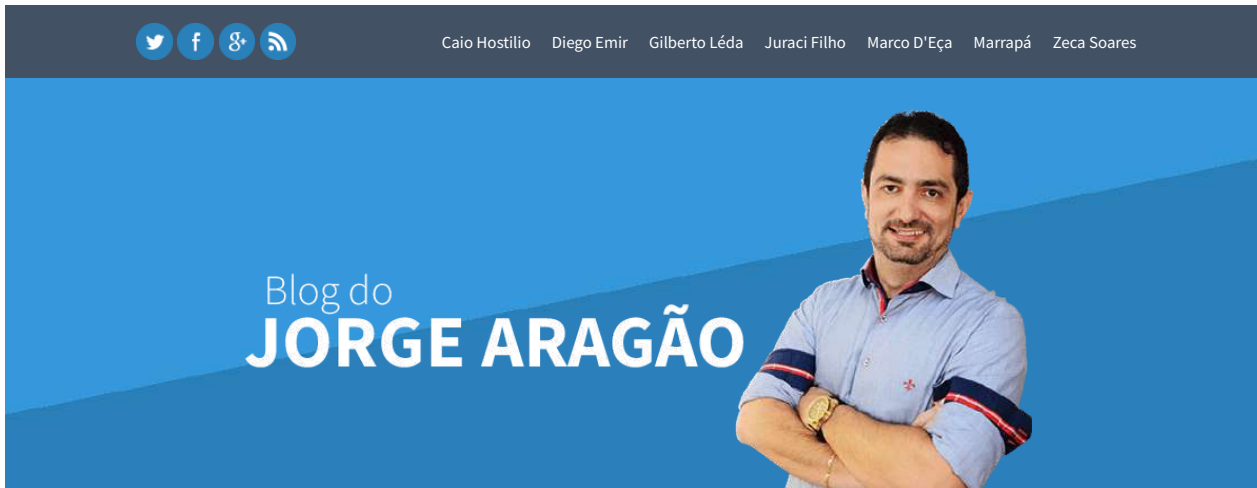 Caio Hostilio Diego Emir Gilberto Léda Juraci Filho Marco D'Eça Marrapá Zeca Soares
Blog do
JORGE ARAGÃO